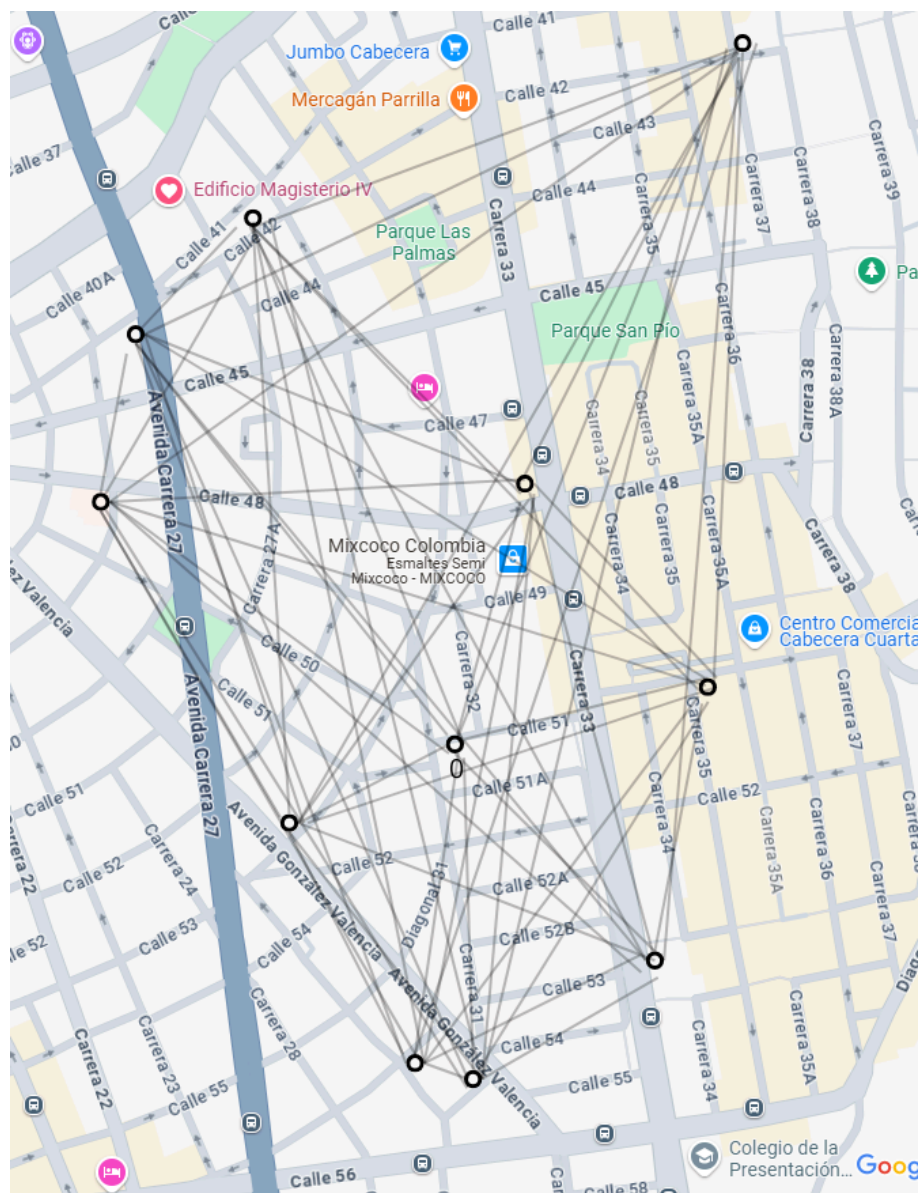 Calle 41
Jumbo Cabecera
Mercagán Parrilla
Calle 42
Calle 43
Calle 37
Carrera 39
Edificio Magisterio IV
Calle 44
Carrera 37
Carrera 38
Calle 41
Calle 42
Parque Las
Palmas
Carrera 33
Carrera 35
Pa
Calle 40A
Calle 44
Calle 45
Parque San Pío
Carrera 36
Calle 45
Carrera 38
Carrera 38A
Avenida Carrera 27
Calle 47
Carrera 34
Carrera 35
Carrera 35A
Calle 48
Calle 48
Carrera 27A
Mixcoco Colombia
Esmaltes Semi
Mixcoco - MIXCOCO
Carrera 34
Carrera 35
Carrera 35A
Carrera 38
Valencia
Calle 49
Centro Comercia
Cabecera Cuarta
Calle 50
Carrera 32
Carrera 33
Calle 51
Avenida Carrera 27
Calle 51
Carrera 35
Carrera 37
0
Calle 51A
Calle 51
Calle 52
Carrera 34
Avenida González Valencia
Carrera 22
Calle 52
Carrera 24
Calle 52
Calle 52A
Carrera 35A
Carrera 36
Diagonal 31
Calle 52B
Calle 53
Calle 54
Carrera 37
Avenida González Valencia
Carrera 31
Calle 53
Calle 54
Carrera 28
Carrera 22
Carrera 23
Calle 55
Calle 55
Carrera 34
Carrera 35A
Colegio de la
Presentación...
Calle 56
Calle 58
Goog